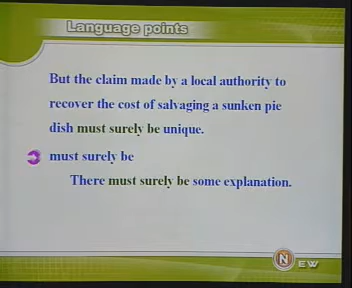 Language points
But the claim made by a local authority to
recover the cost of salvaging a sunken pie
dish must surely be unique.
must surely be
There must surely be some explanation.
NEW